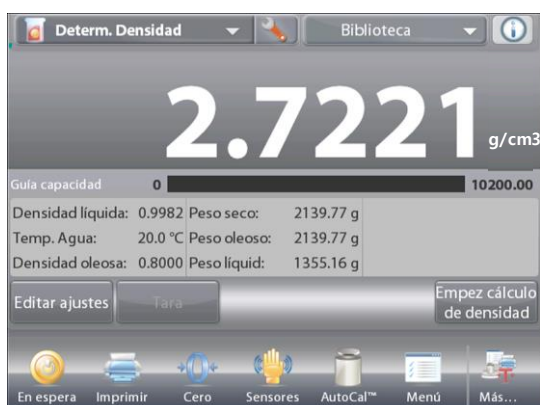 Determ. Densidad Biblioteca
2.7221 g/cm3
Guía capacidad 0 10200.00
Densidad líquida: 0.9982 Peso seco: 2139.77 g
Temp. Agua: 20.0 °C Peso oleoso: 2139.77 g
Densidad oleosa: 0.8000 Peso líquid: 1355.16 g
Editar ajustes Tara Empez cálculo
de densidad
En espera Imprimir Cero Sensores AutoCal™ Menú Más...